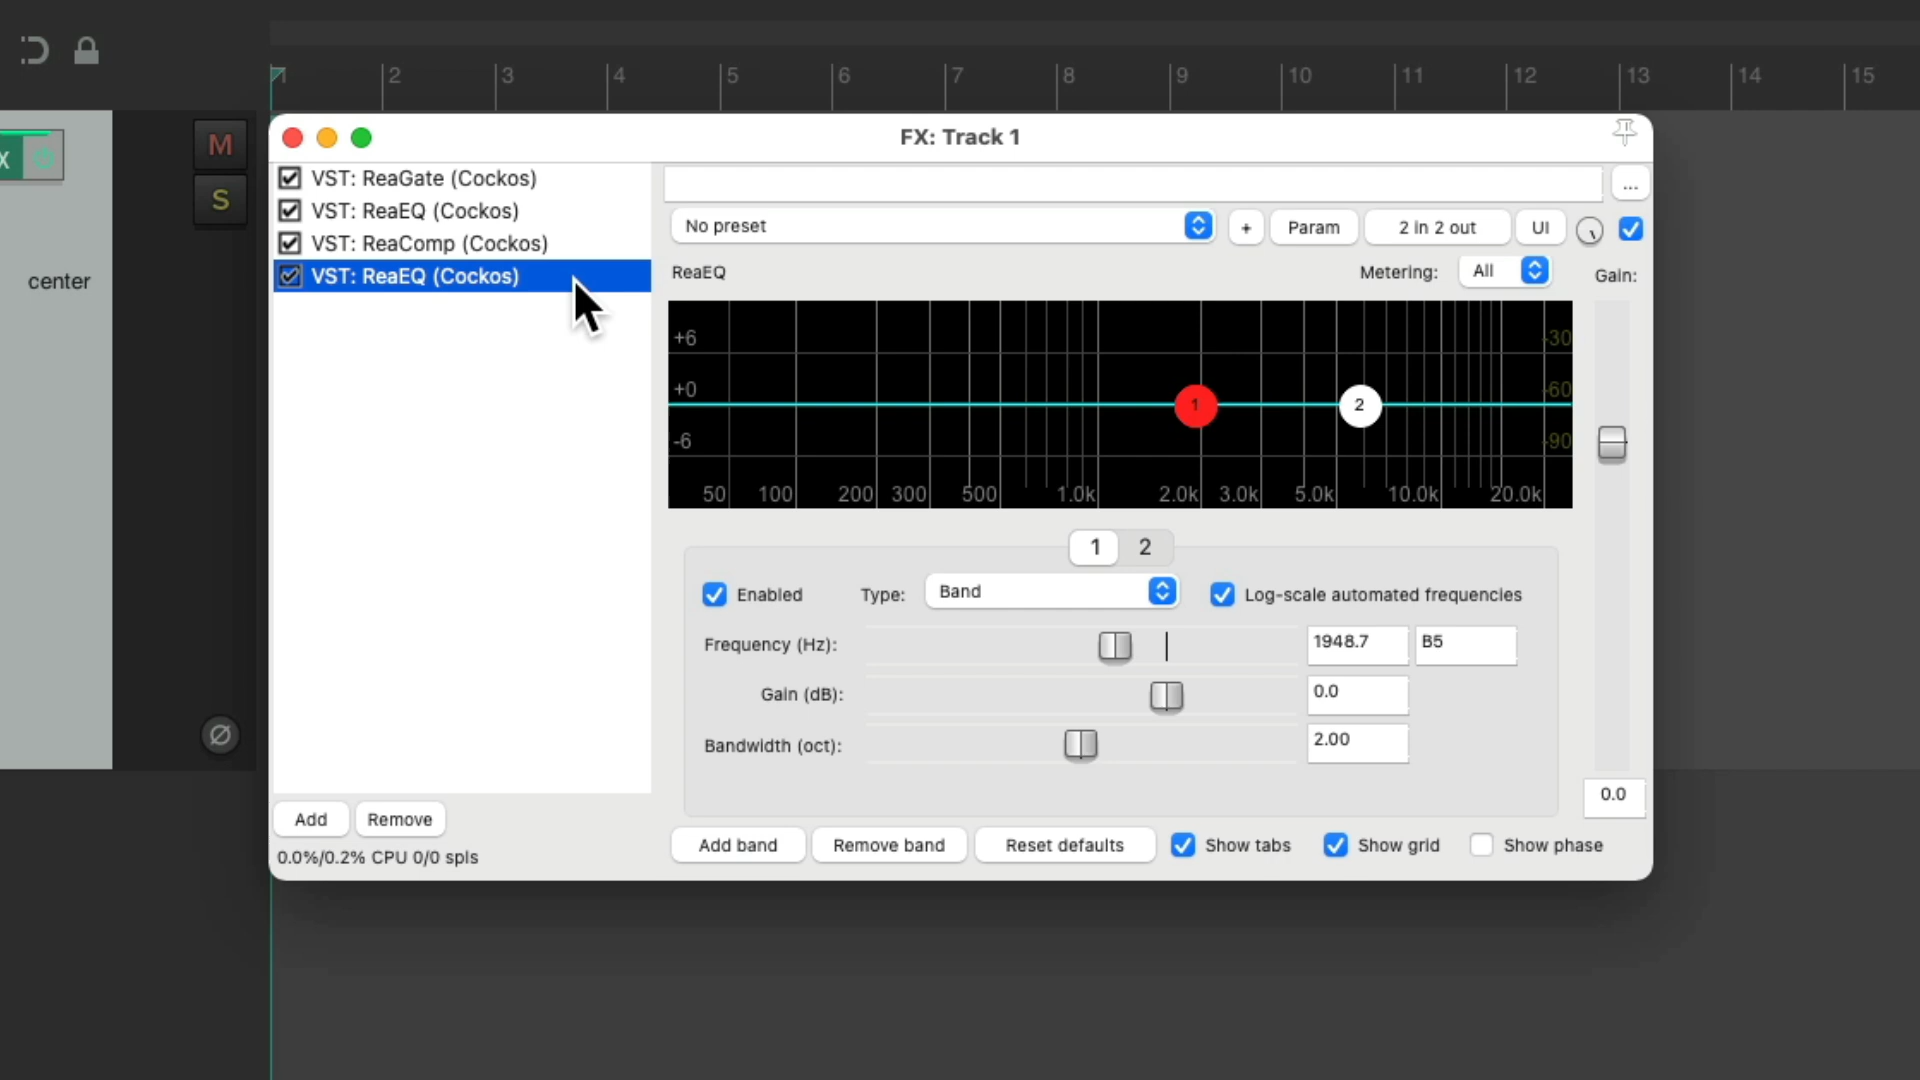 1 2 3 4 5 6 7 8 9 10 11 12 13 14 15
X
M
S
center
FX: Track 1
VST: ReaGate (Cockos)
VST: ReaEQ (Cockos)
VST: ReaComp (Cockos)
VST: ReaEQ (Cockos)
...
No preset
+
Param
2 in 2 out
UI
ReaEQ
Metering: All
Gain:
+6 -30
+0 -60
-6 -90
1 2
50 100 200 300 500 1.0k 2.0k 3.0k 5.0k 10.0k 20.0k
1 2
Enabled Type: Band Log-scale automated frequencies
Frequency (Hz): 1948.7 B5
Gain (dB): 0.0
Bandwidth (oct): 2.00
0.0
Add Remove
Add band Remove band Reset defaults Show tabs Show grid Show phase
0.0%/0.2% CPU 0/0 spls